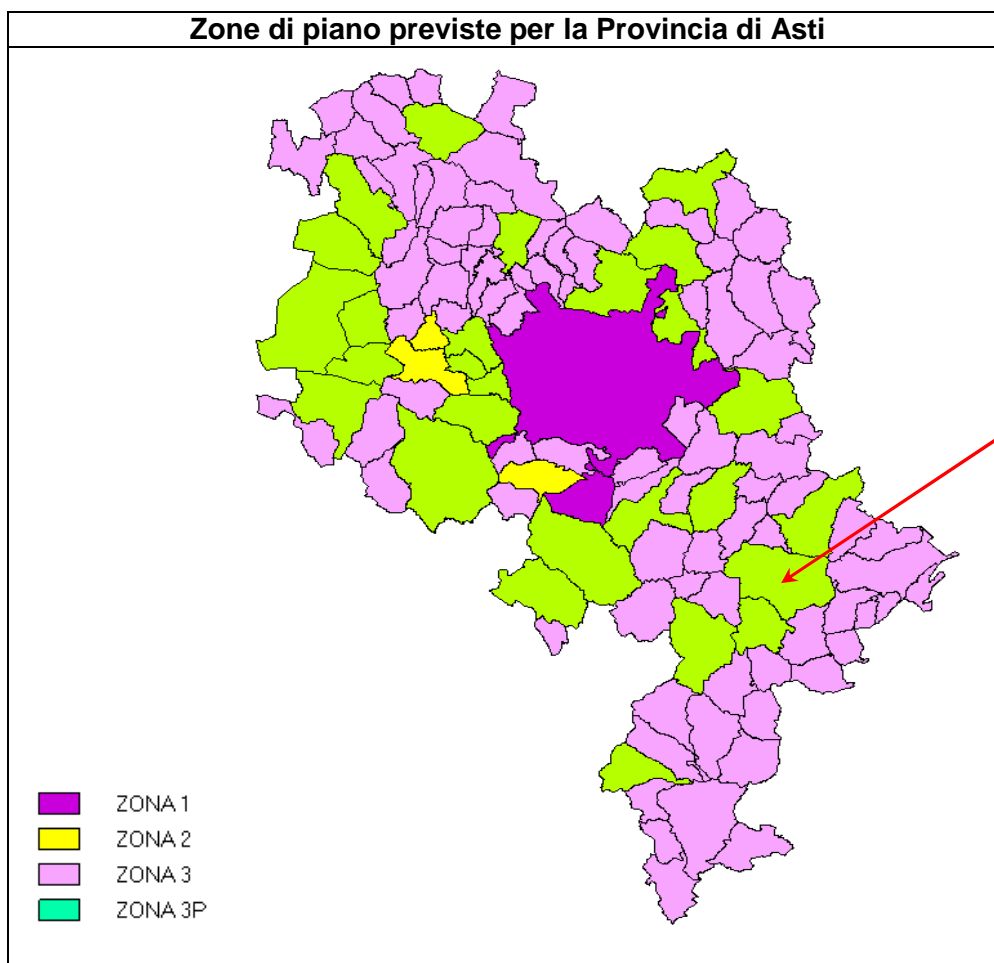 Zone di piano previste per la Provincia di Asti
ZONA 1
ZONA 2
ZONA 3
ZONA 3P